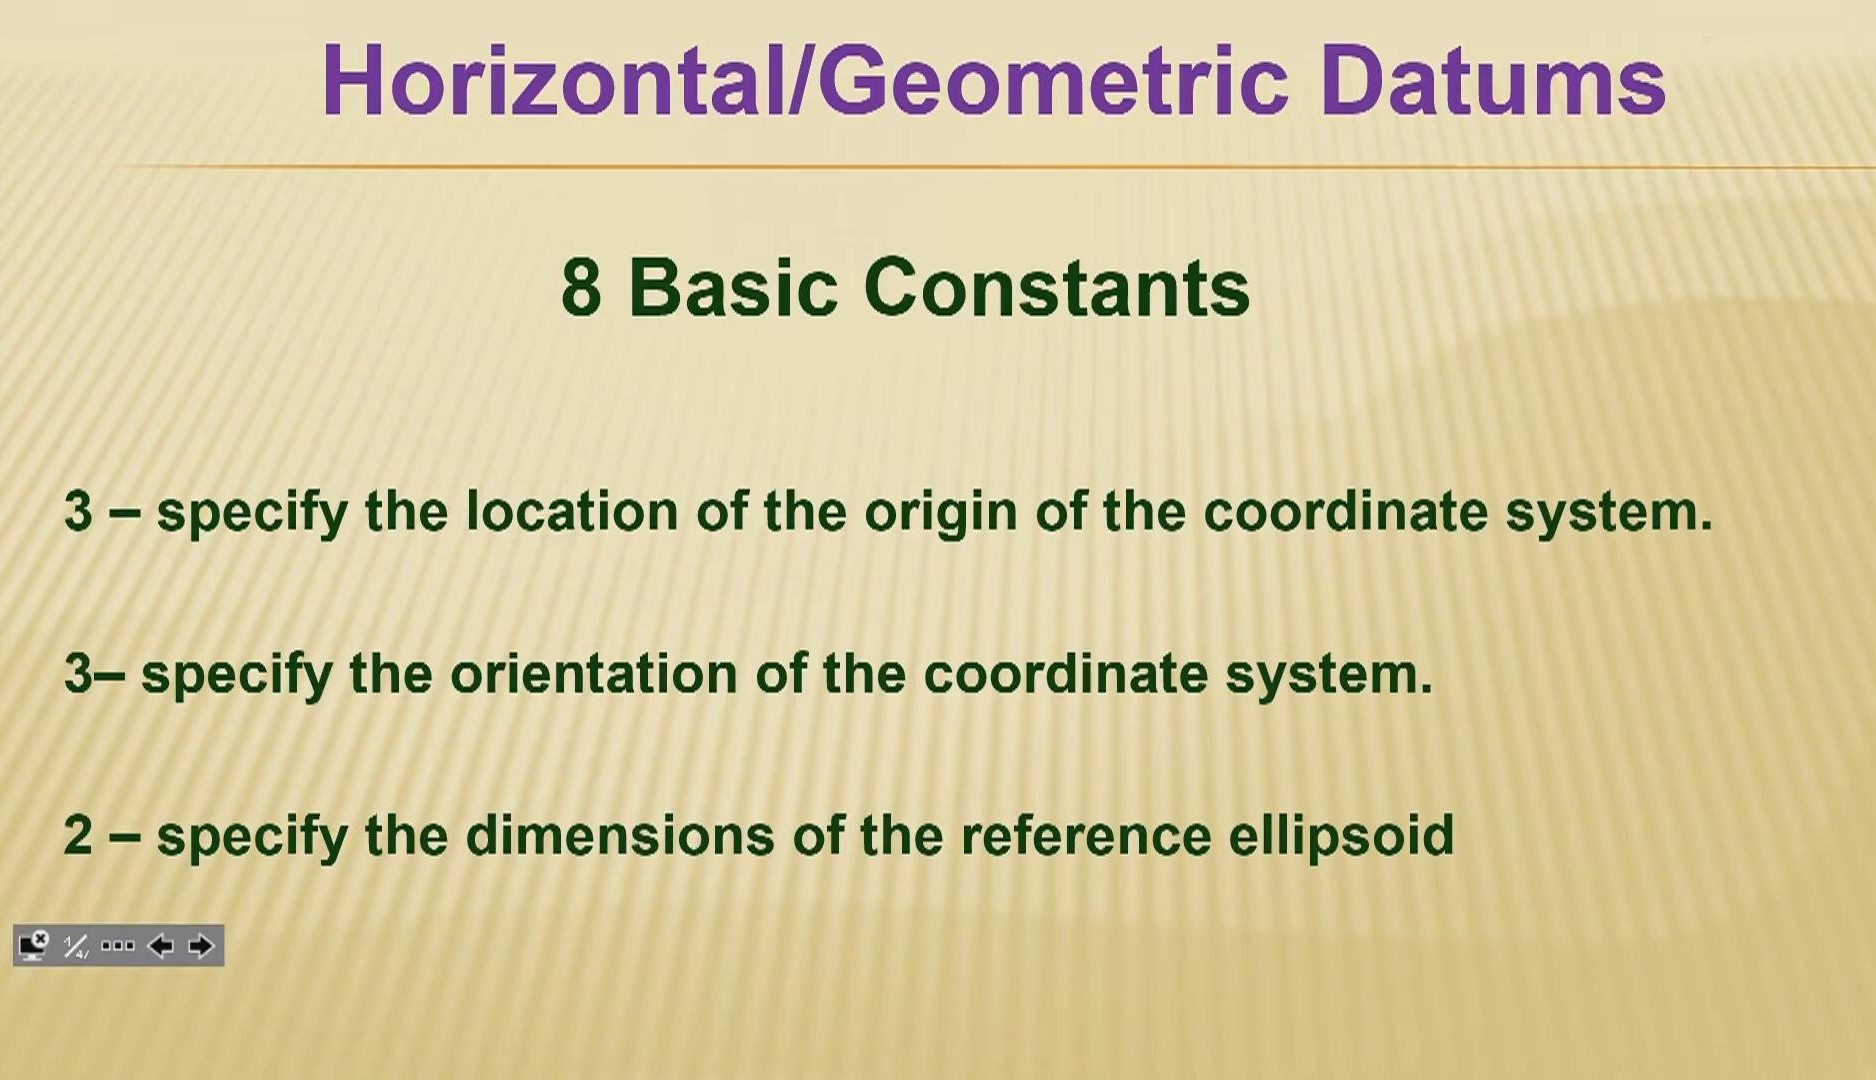 Horizontal/Geometric Datums
8 Basic Constants
3 – specify the location of the origin of the coordinate system.
3– specify the orientation of the coordinate system.
2 – specify the dimensions of the reference ellipsoid